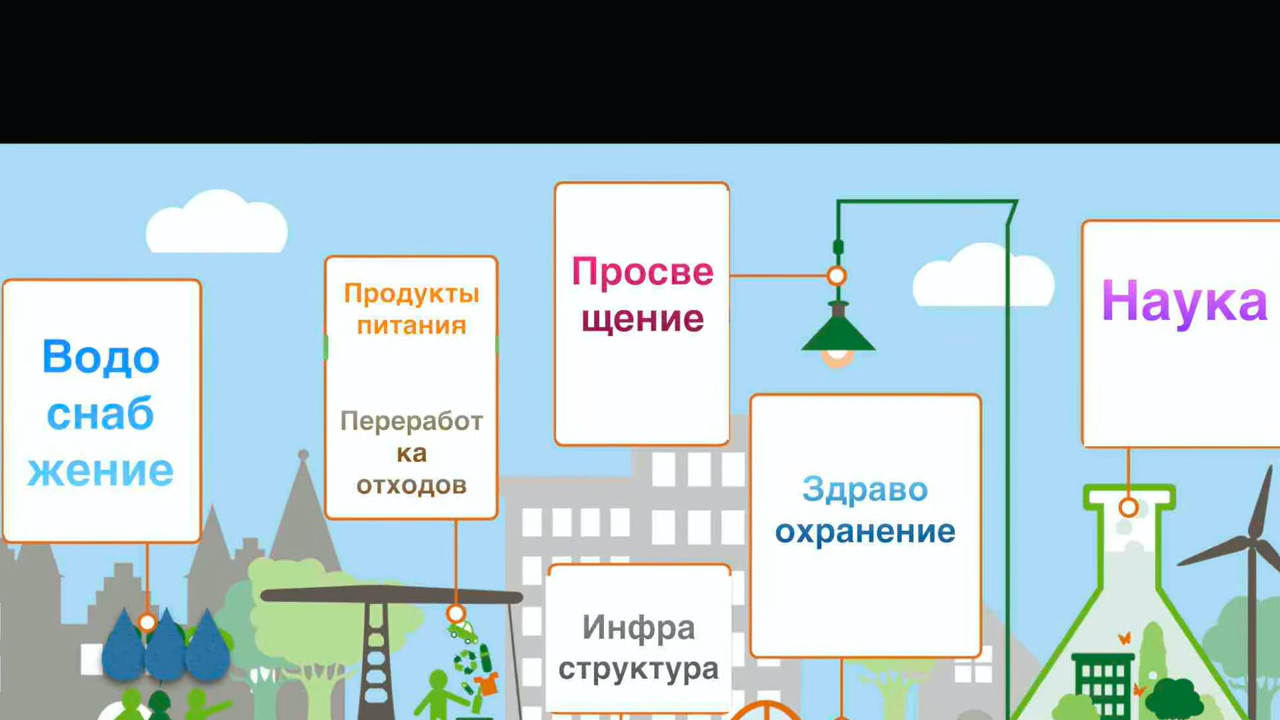 Водо
снаб
жение
Продукты
питания
Переработ
ка
отходов
Просве
щение
Инфра
структура
Здраво
охранение
Наука